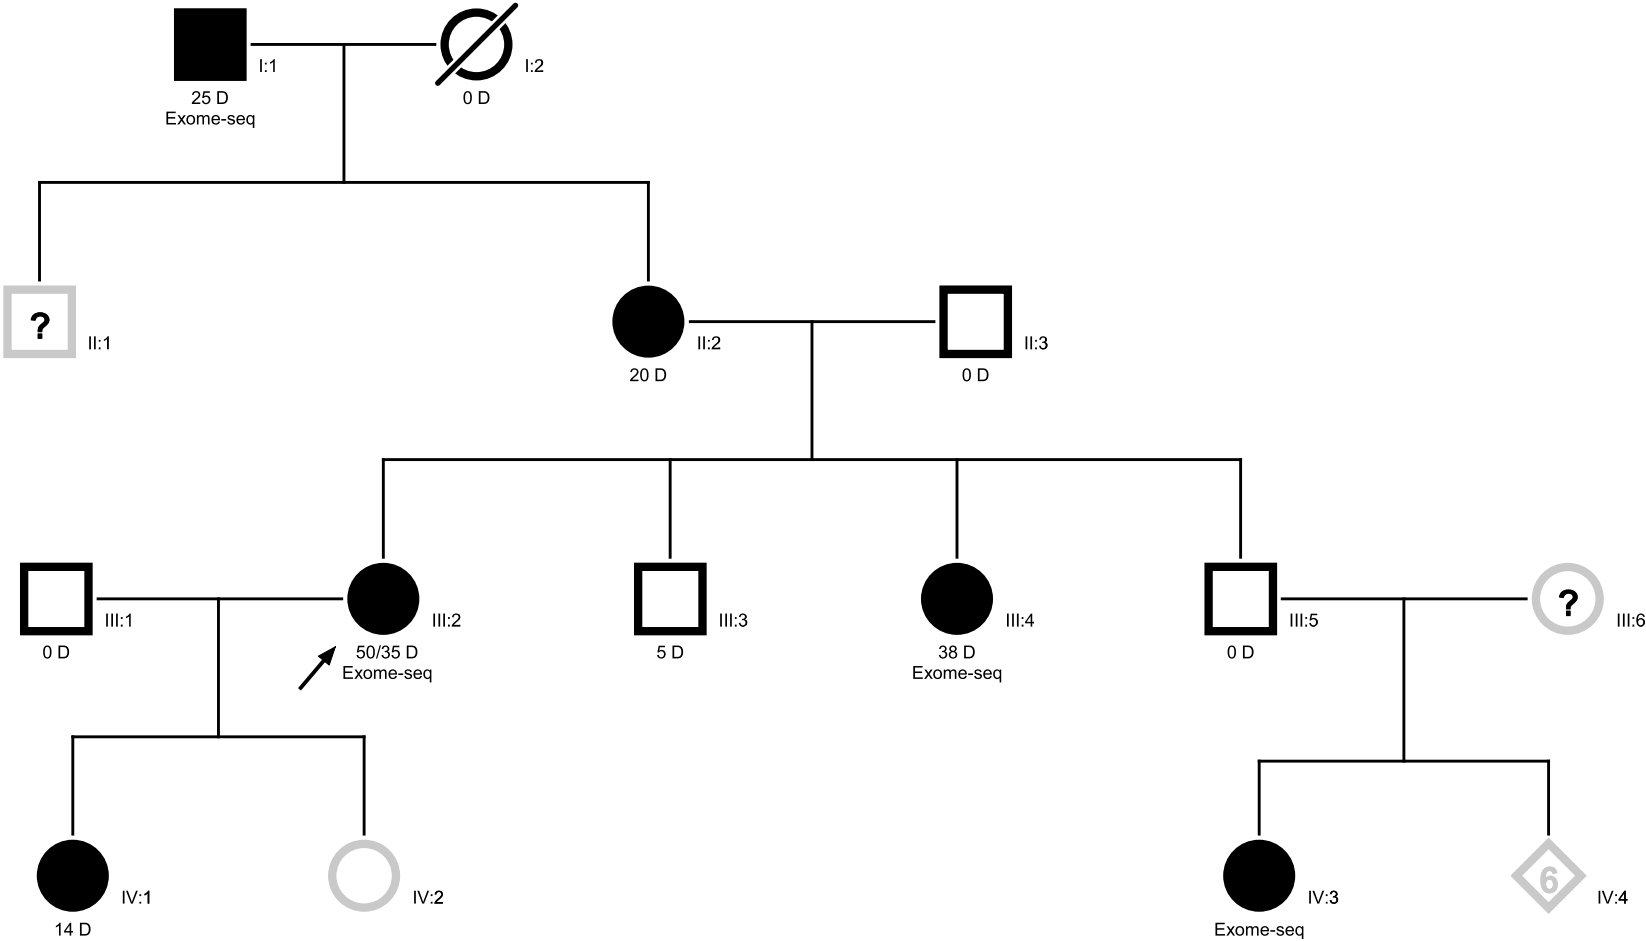 I:1
I:2
25 D
0 D
Exome-seq
?
II:1
II:2
II:3
20 D
0 D
?
III:1
III:2
III:3
III:4
III:5
III:6
0 D
50/35 D
5 D
38 D
0 D
Exome-seq
Exome-seq
6
IV:1
IV:2
IV:3
IV:4
14 D
Exome-seq